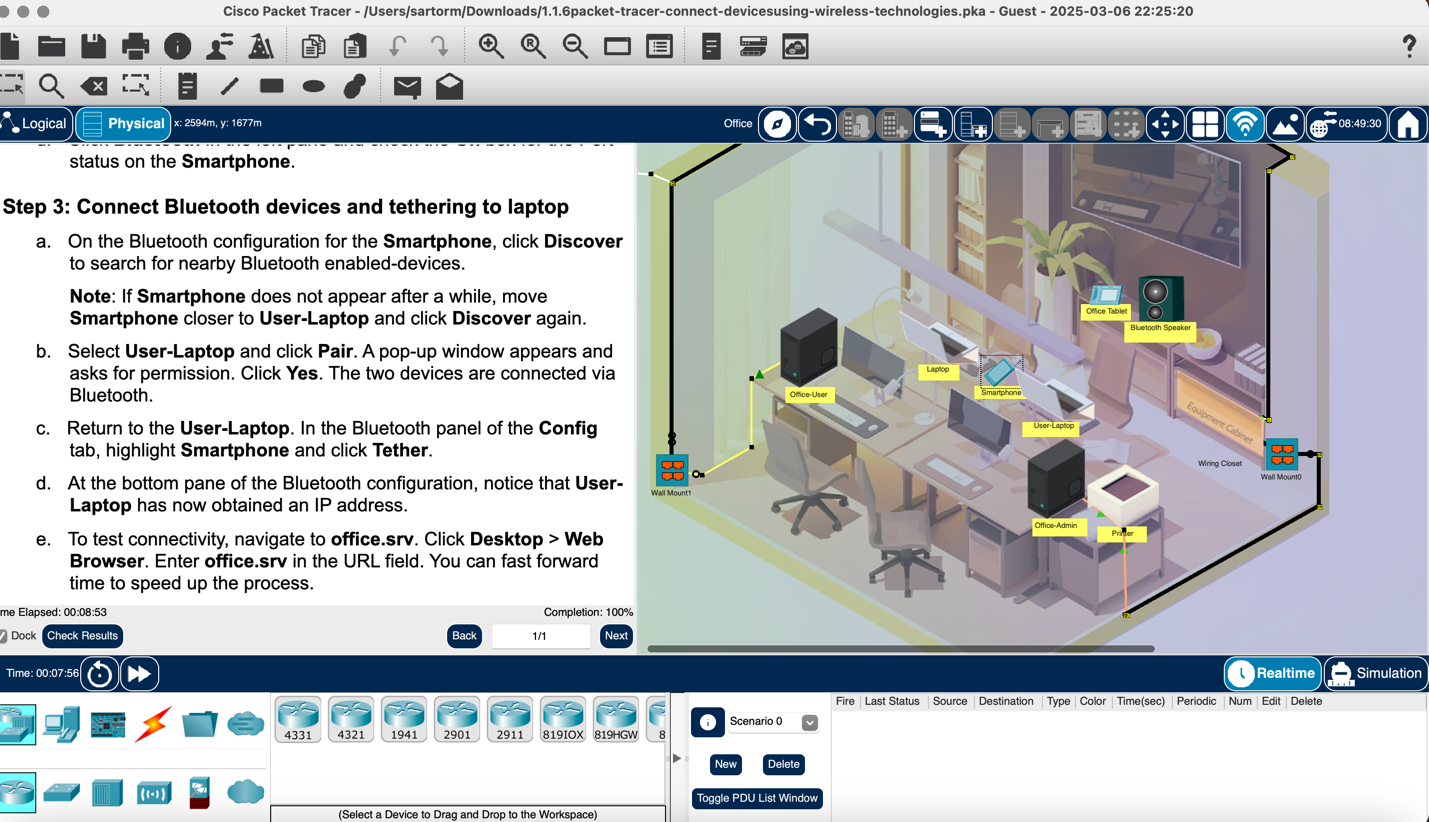 Cisco Packet Tracer - /Users/sartorm/Downloads/1.1.6packet-tracer-connect-devicesusing-wireless-technologies.pka - Guest - 2025-03-06 22:25:20
Logical
Physical
x: 2594m, y: 1677m
Office
08:49:30
status on the Smartphone.
Step 3: Connect Bluetooth devices and tethering to laptop
a. On the Bluetooth configuration for the Smartphone, click Discover
to search for nearby Bluetooth enabled-devices.
Note: If Smartphone does not appear after a while, move
Smartphone closer to User-Laptop and click Discover again.
b. Select User-Laptop and click Pair. A pop-up window appears and
asks for permission. Click Yes. The two devices are connected via
Bluetooth.
c. Return to the User-Laptop. In the Bluetooth panel of the Config
tab, highlight Smartphone and click Tether.
d. At the bottom pane of the Bluetooth configuration, notice that User-
Laptop has now obtained an IP address.
e. To test connectivity, navigate to office.srv. Click Desktop > Web
Browser. Enter office.srv in the URL field. You can fast forward
time to speed up the process.
me Elapsed: 00:08:53
Completion: 100%
Dock
Check Results
Back
1/1
Next
Office Tablet
Bluetooth Speaker
Laptop
Smartphone
Office-User
User-Laptop
Equipment Cabinet
Wiring Closet
Wall Mount0
Wall Mount1
Office-Admin
Printer
Time: 00:07:56
Realtime
Simulation
4331
4321
1941
2901
2911
819IOX
819HGW
8
(Select a Device to Drag and Drop to the Workspace)
Scenario 0
New
Delete
Toggle PDU List Window
Fire
Last Status
Source
Destination
Type
Color
Time(sec)
Periodic
Num
Edit
Delete